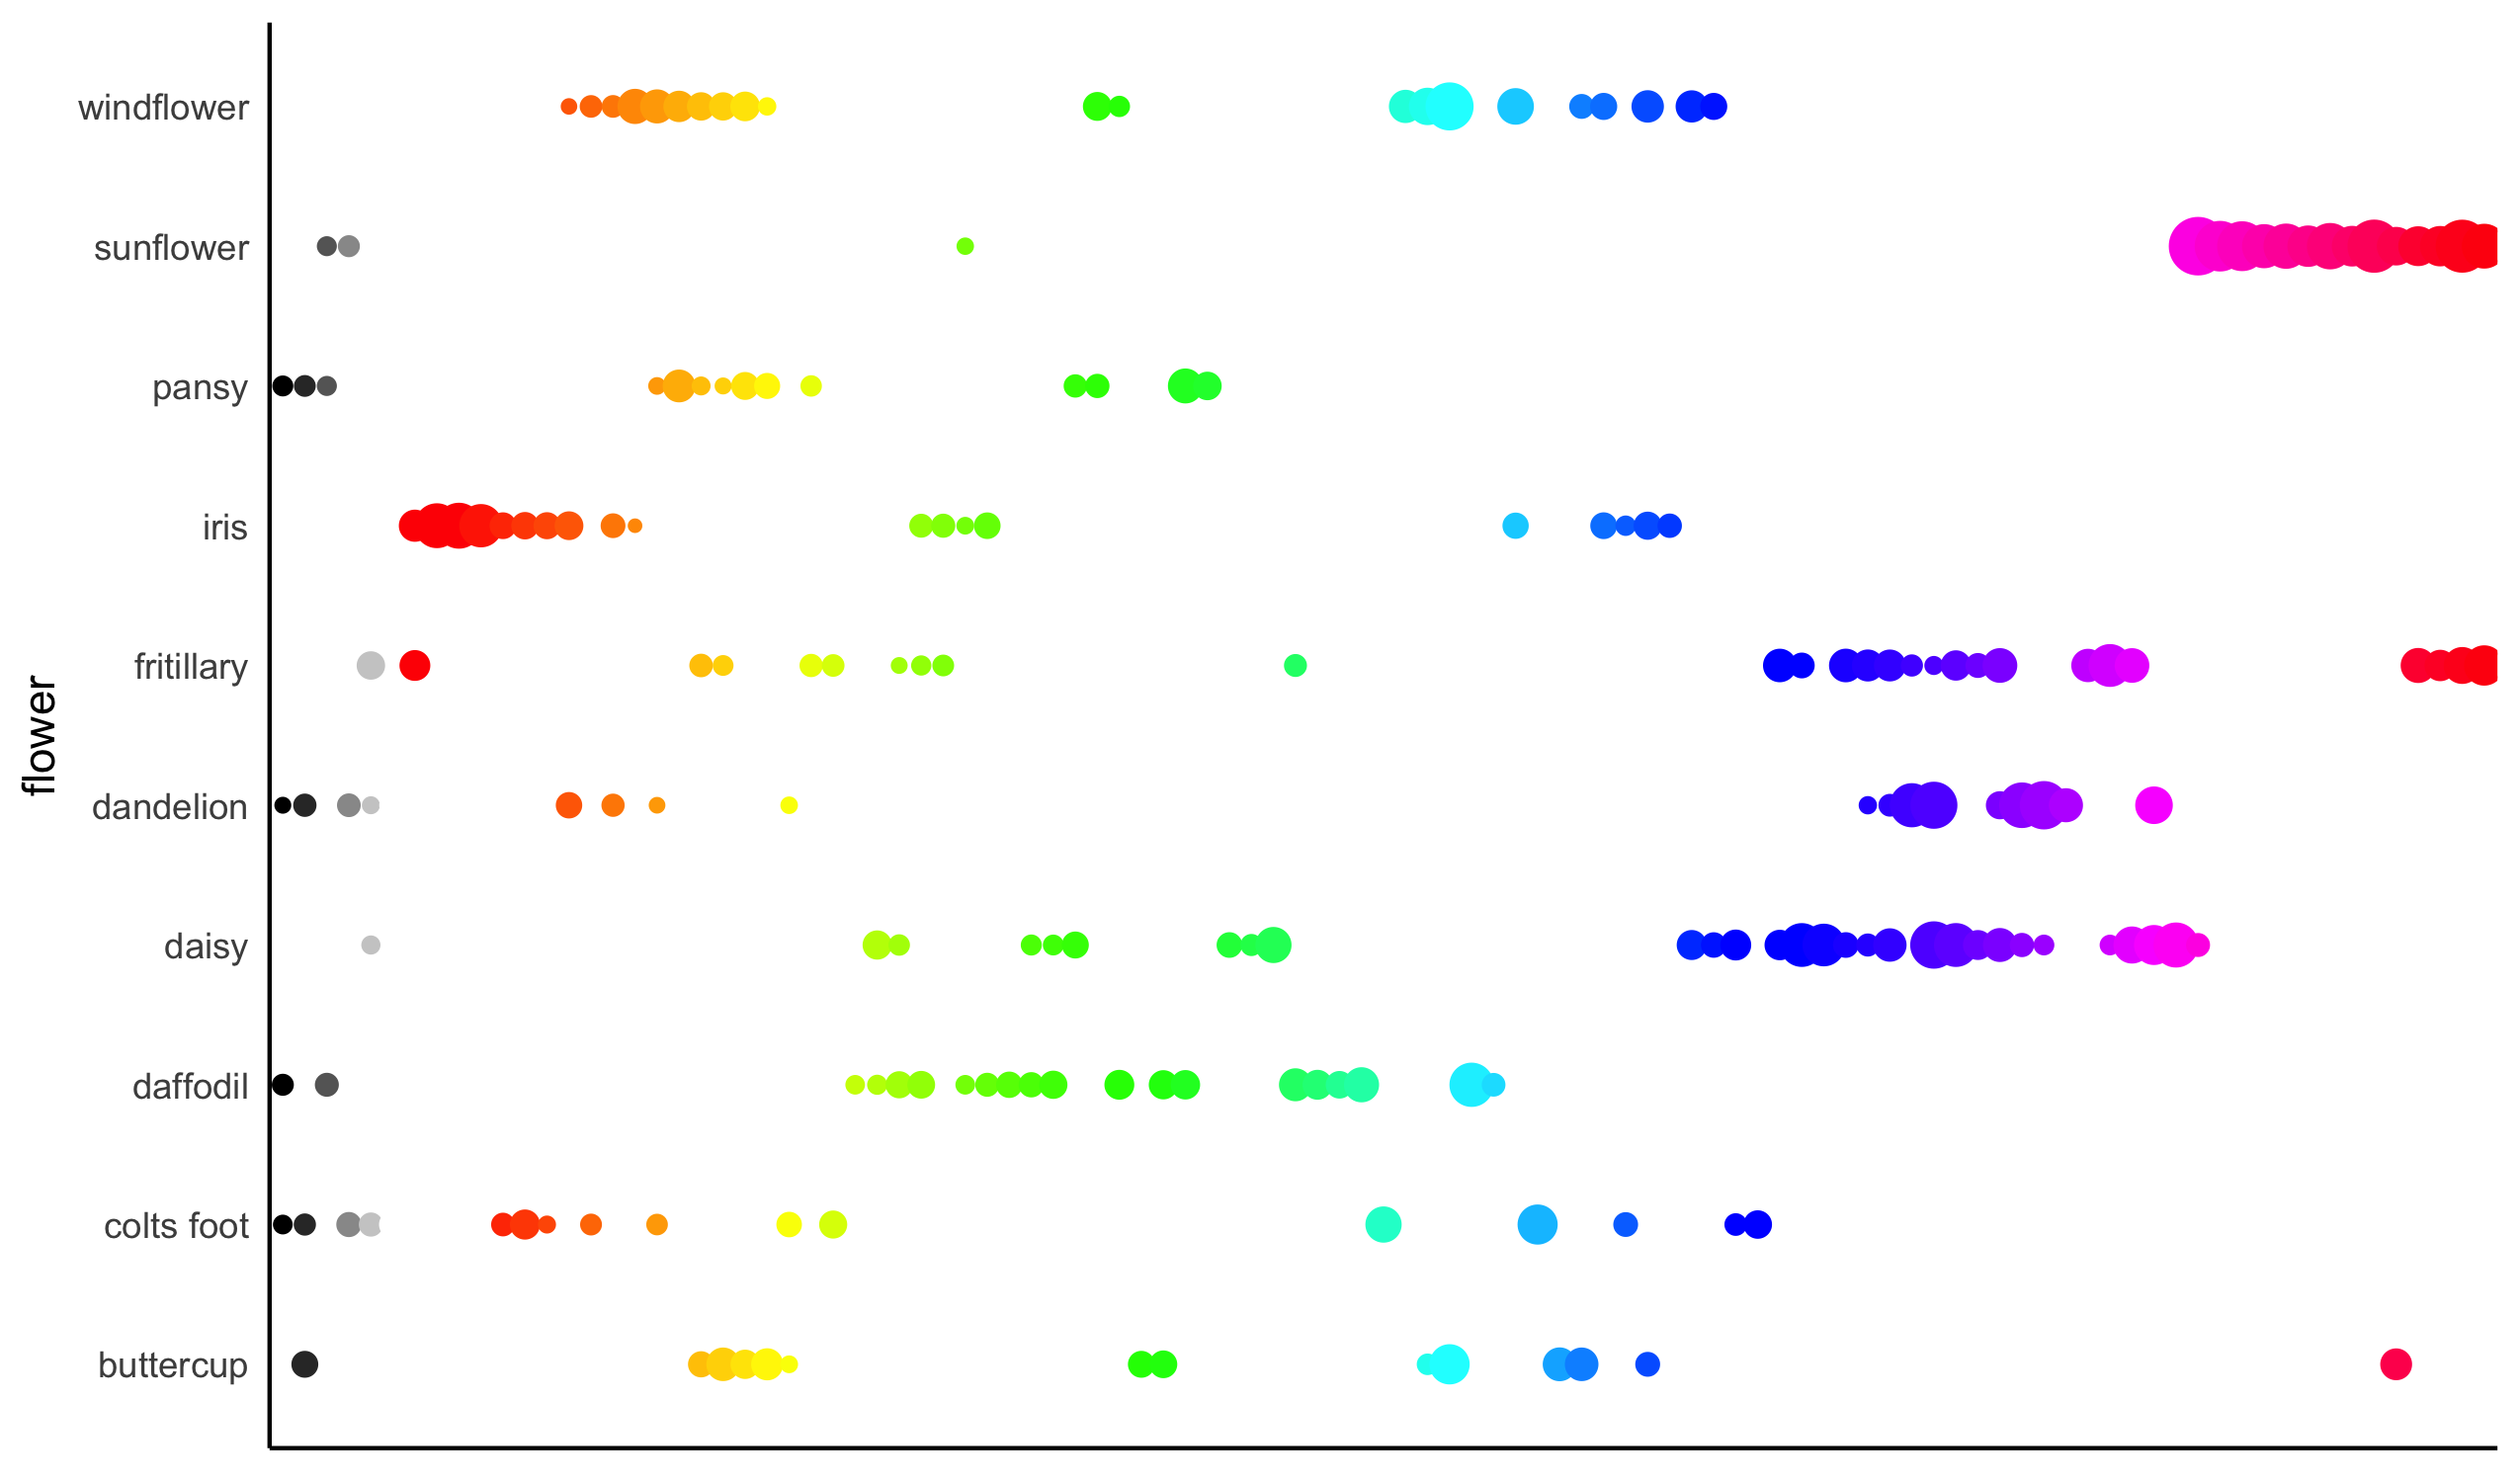 windflower
sunflower
pansy
iris
fritillary
dandelion
daisy
daffodil
colts foot
buttercup
flower